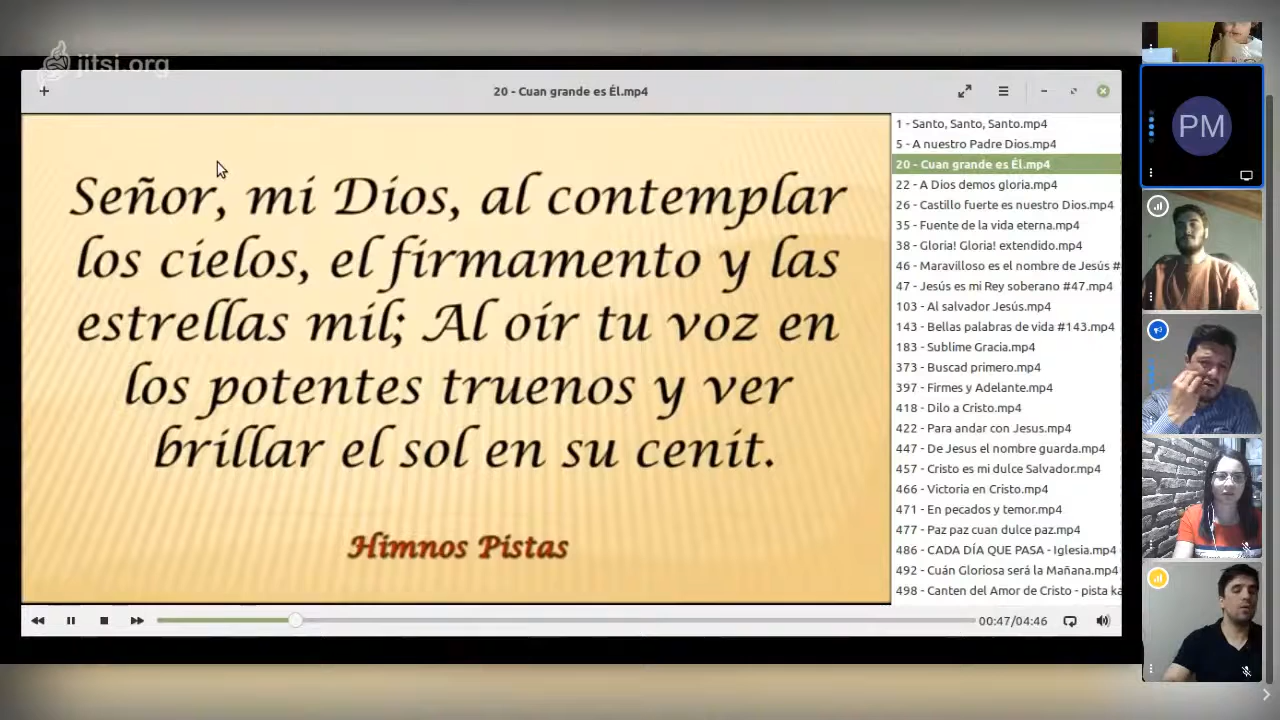 jitsi.org
20 - Cuan grande es Él.mp4
Señor, mi Dios, al contemplar
los cielos, el firmamento y las
estrellas mil; Al oir tu voz en
los potentes truenos y ver
brillar el sol en su cenit.
Himnos Pistas
00:47/04:46
1 - Santo, Santo, Santo.mp4
5 - A nuestro Padre Dios.mp4
20 - Cuan grande es Él.mp4
22 - A Dios demos gloria.mp4
26 - Castillo fuerte es nuestro Dios.mp4
35 - Fuente de la vida eterna.mp4
38 - Gloria! Gloria! extendido.mp4
46 - Maravilloso es el nombre de Jesús #
47 - Jesús es mi Rey soberano #47.mp4
103 - Al salvador Jesús.mp4
143 - Bellas palabras de vida #143.mp4
183 - Sublime Gracia.mp4
373 - Buscad primero.mp4
397 - Firmes y Adelante.mp4
418 - Dilo a Cristo.mp4
422 - Para andar con Jesus.mp4
447 - De Jesus el nombre guarda.mp4
457 - Cristo es mi dulce Salvador.mp4
466 - Victoria en Cristo.mp4
471 - En pecados y temor.mp4
477 - Paz paz cuan dulce paz.mp4
486 - CADA DÍA QUE PASA - Iglesia.mp4
492 - Cuán Gloriosa será la Mañana.mp4
498 - Canten del Amor de Cristo - pista ka
PM